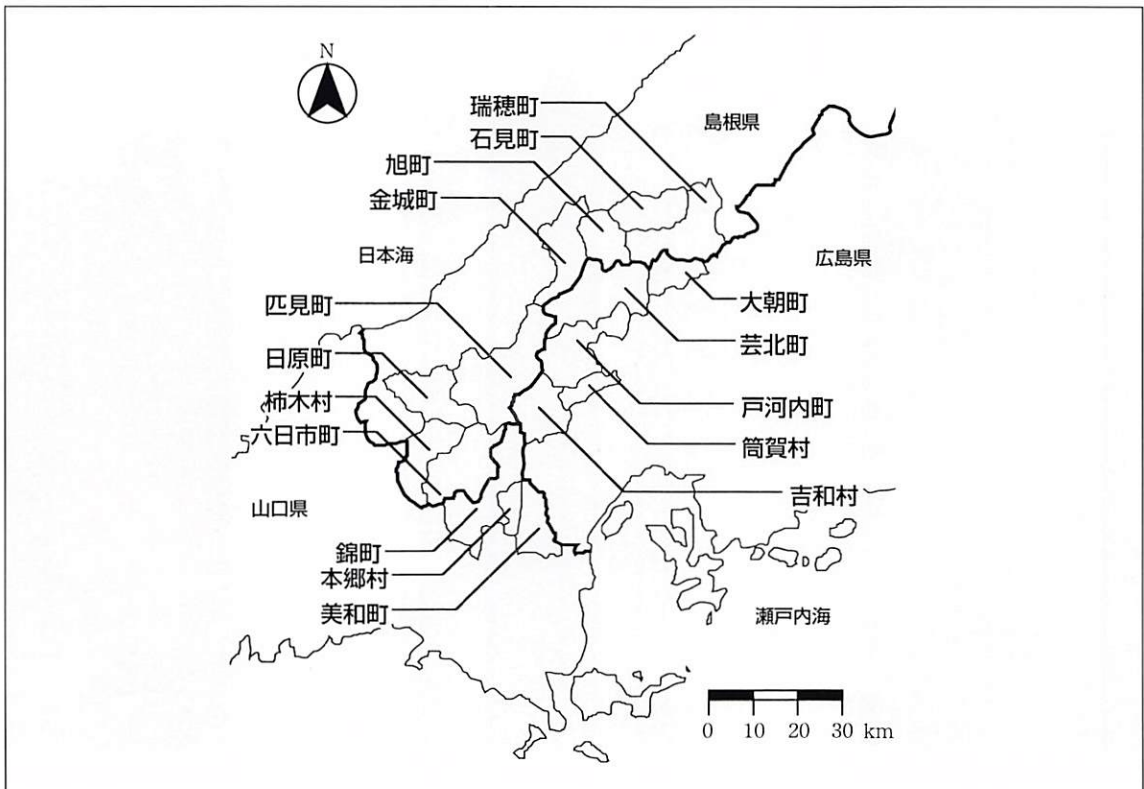 N
瑞穂町
島根県
石見町
旭町
金城町
日本海
広島県
匹見町
大朝町
日原町
芸北町
柿木村
戸河内町
六日市町
筒賀村
吉和村
山口県
錦町
本郷村
美和町
瀬戸内海
0 10 20 30 km